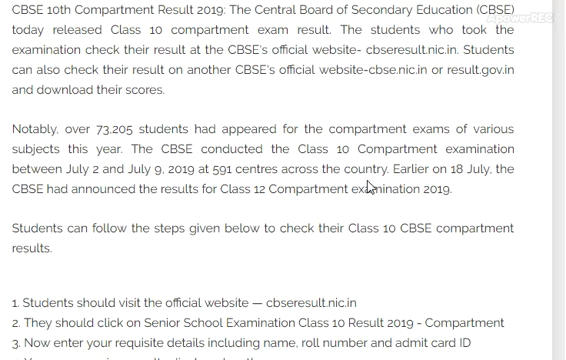 CBSE 10th Compartment Result 2019: The Central Board of Secondary Education (CBSE)
today released Class 10 compartment exam result. The students who took the
examination check their result at the CBSE's official website- cbseresult.nic.in. Students
can also check their result on another CBSE's official website-cbse.nic.in or result.gov.in
and download their scores.
Notably, over 73,205 students had appeared for the compartment exams of various
subjects this year. The CBSE conducted the Class 10 Compartment examination
between July 2 and July 9, 2019 at 591 centres across the country. Earlier on 18 July, the
CBSE had announced the results for Class 12 Compartment examination 2019.
Students can follow the steps given below to check their Class 10 CBSE compartment
results.
1. Students should visit the official website — cbseresult.nic.in
2. They should click on Senior School Examination Class 10 Result 2019 - Compartment
3. Now enter your requisite details including name, roll number and admit card ID